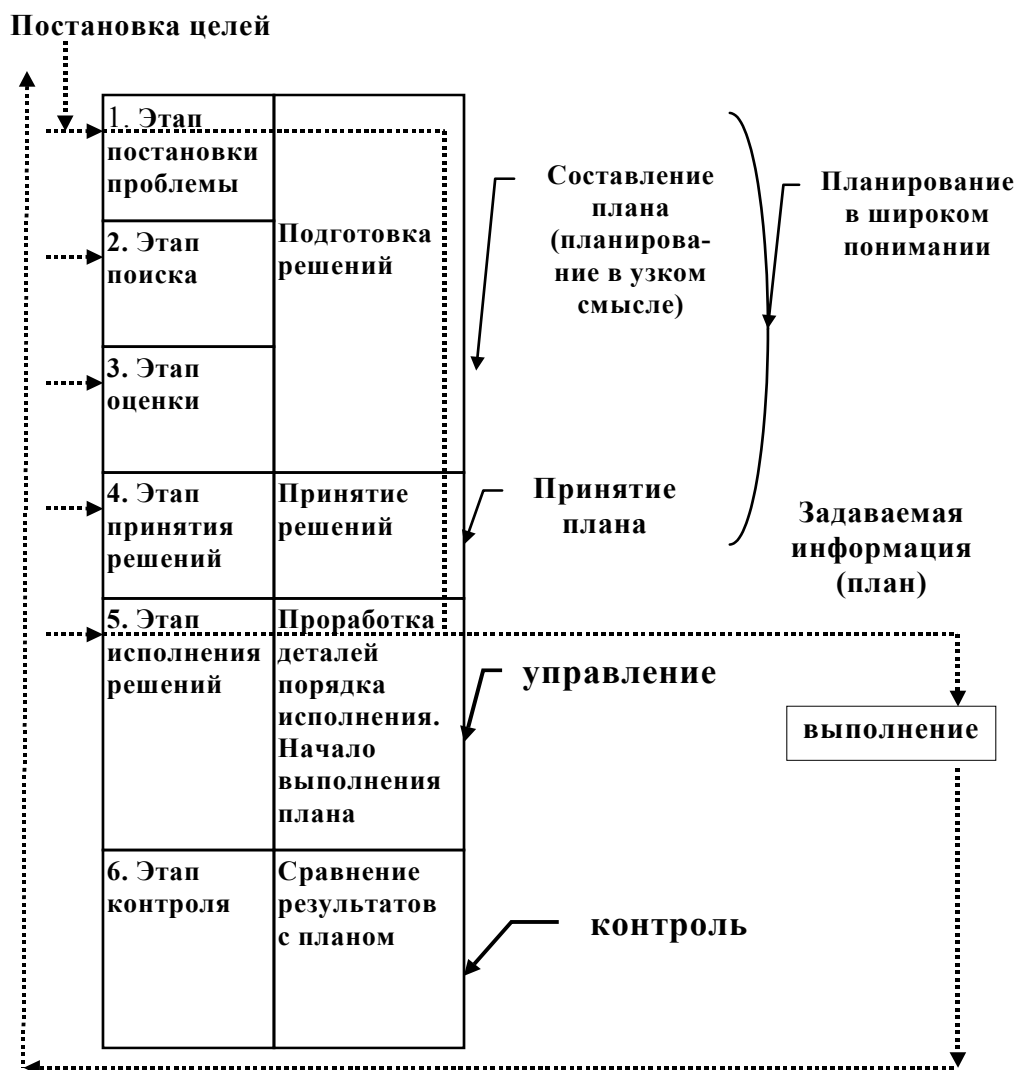 Постановка целей
1. Этап
постановки
проблемы
2. Этап
поиска
3. Этап
оценки
Подготовка
решений
4. Этап
принятия
решений
Принятие
решений
5. Этап
исполнения
решений
Проработка
деталей
порядка
исполнения.
Начало
выполнения
плана
6. Этап
контроля
Сравнение
результатов
с планом
Составление
плана
(планирова-
ние в узком
смысле)
Планирование
в широком
понимании
Принятие
плана
Задаваемая
информация
(план)
управление
выполнение
контроль